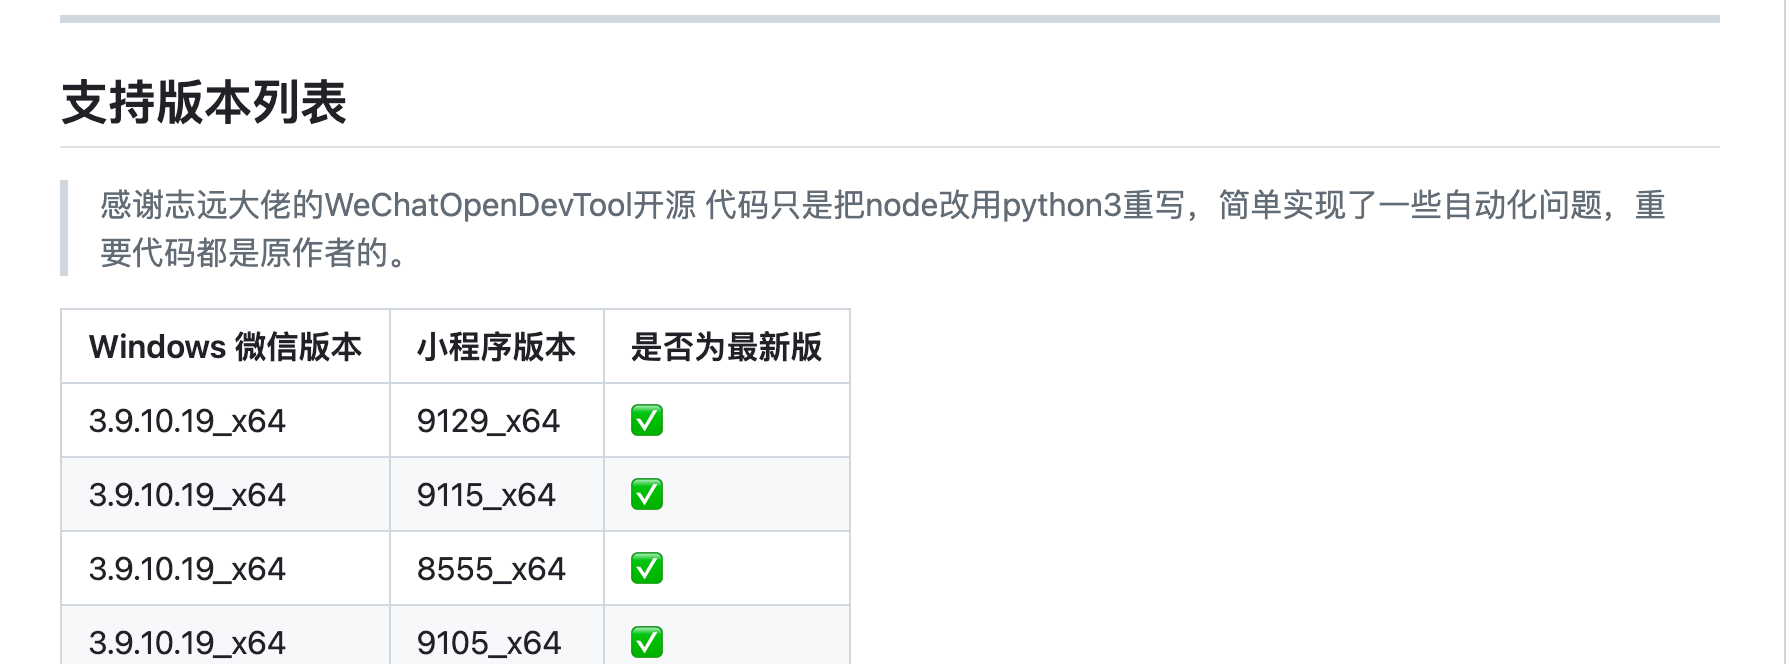 支持版本列表
感谢志远大佬的WeChatOpenDevTool开源 代码只是把node改用python3重写，简单实现了一些自动化问题，重
要代码都是原作者的。
Windows 微信版本 小程序版本 是否为最新版
3.9.10.19_x64 9129_x64 ✅
3.9.10.19_x64 9115_x64 ✅
3.9.10.19_x64 8555_x64 ✅
3.9.10.19_x64 9105_x64 ✅